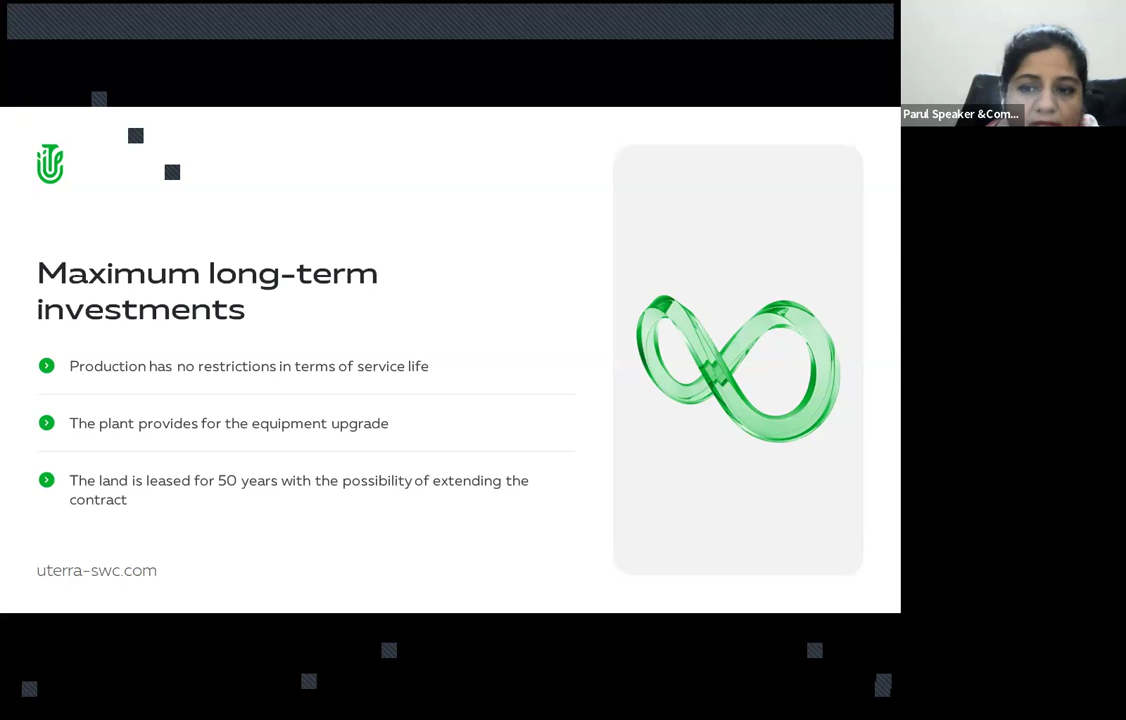 Parul Speaker &Com...
Maximum long-term
investments
Production has no restrictions in terms of service life
The plant provides for the equipment upgrade
The land is leased for 50 years with the possibility of extending the
contract
uterra-swc.com